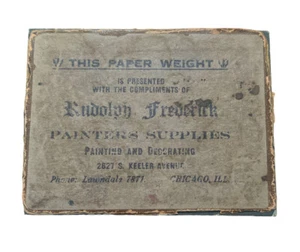 THIS PAPER WEIGHT
IS PRESENTED
WITH THE COMPLIMENTS OF
Rudolph Frederick
PAINTERS SUPPLIES
PAINTING AND DECORATING
2827 S. KEELER AVENUE
Phone: Lawndale 7871 CHICAGO, ILL.